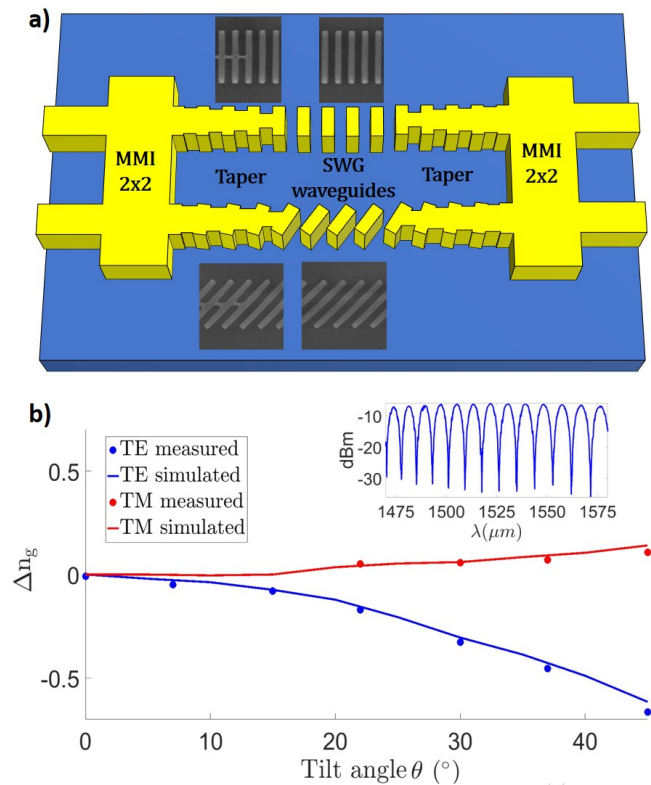 a)
MMI
2x2
Taper
SWG
waveguides
Taper
MMI
2x2
b)
TE measured
TE simulated
TM measured
TM simulated
-10
-20
-30
dBm
1475 1500 1525 1550 1575
λ(μm)
0.5
0
-0.5
Δn_g
0 10 20 30 40
Tilt angle θ (°)